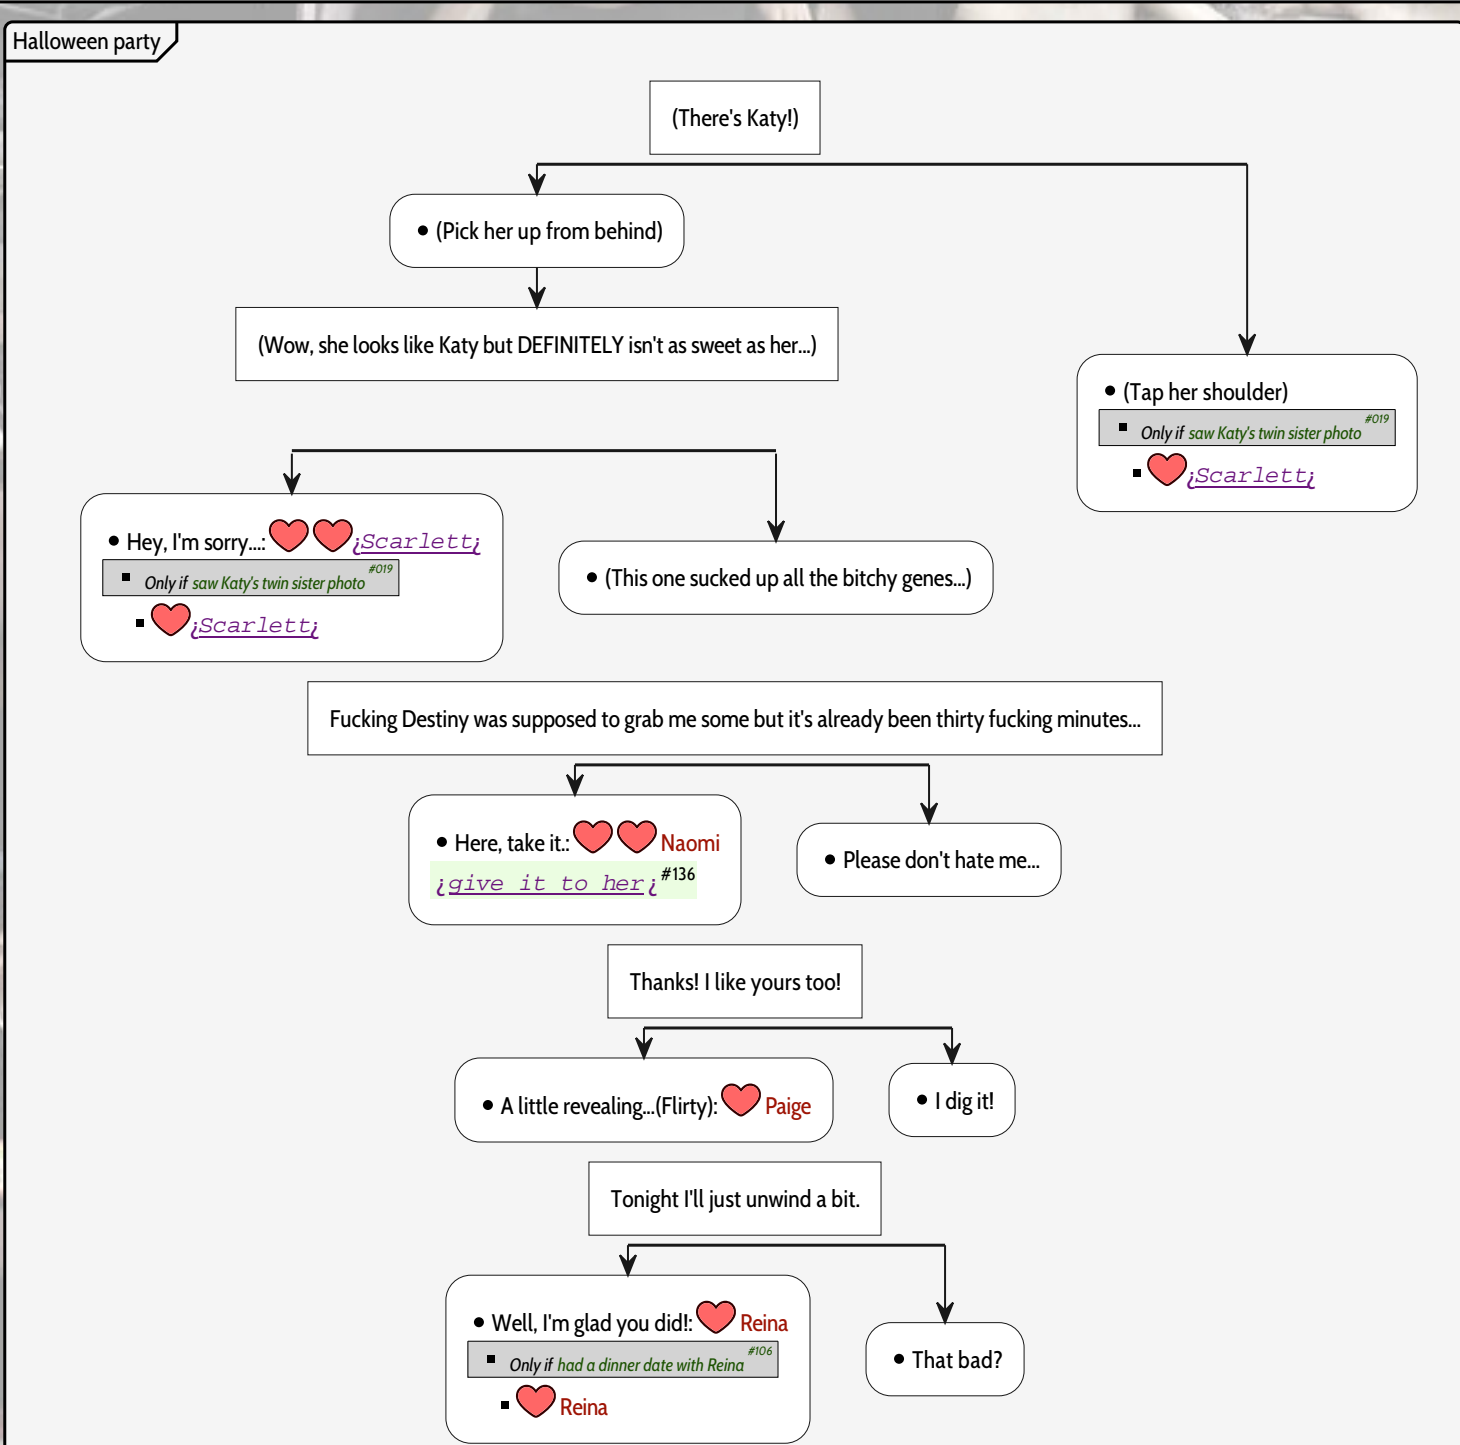 Halloween party
(There's Katy!)
• (Pick her up from behind)
(Wow, she looks like Katy but DEFINITELY isn't as sweet as her...)
• (Tap her shoulder)
▪ Only if saw Katy's twin sister photo #019
▪ ¿Scarlett¿
• Hey, I'm sorry...: ¿Scarlett¿
▪ Only if saw Katy's twin sister photo #019
▪ ¿Scarlett¿
• (This one sucked up all the bitchy genes...)
Fucking Destiny was supposed to grab me some but it's already been thirty fucking minutes...
• Here, take it.: Naomi
¿give it to her¿ #136
• Please don't hate me...
Thanks! I like yours too!
• A little revealing...(Flirty): Paige
• I dig it!
Tonight I'll just unwind a bit.
• Well, I'm glad you did!: Reina
▪ Only if had a dinner date with Reina #106
▪ Reina
• That bad?